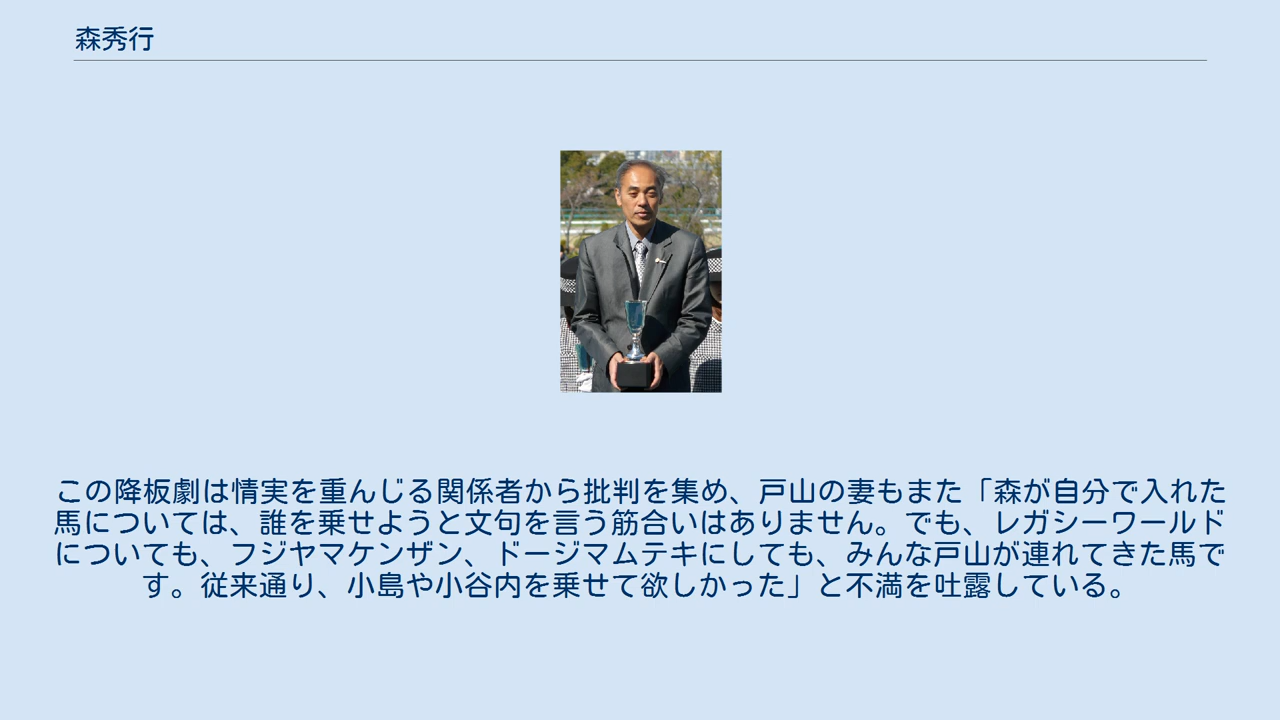 森秀行
この降板劇は情実を重んじる関係者から批判を集め、戸山の妻もまた「森が自分で入れた
馬については、誰を乗せようと文句を言う筋合いはありません。でも、レガシーワールド
についても、フジヤマケンザン、ドージマムテキにしても、みんな戸山が連れてきた馬で
す。従来通り、小島や小谷内を乗せて欲しかった」と不満を吐露している。